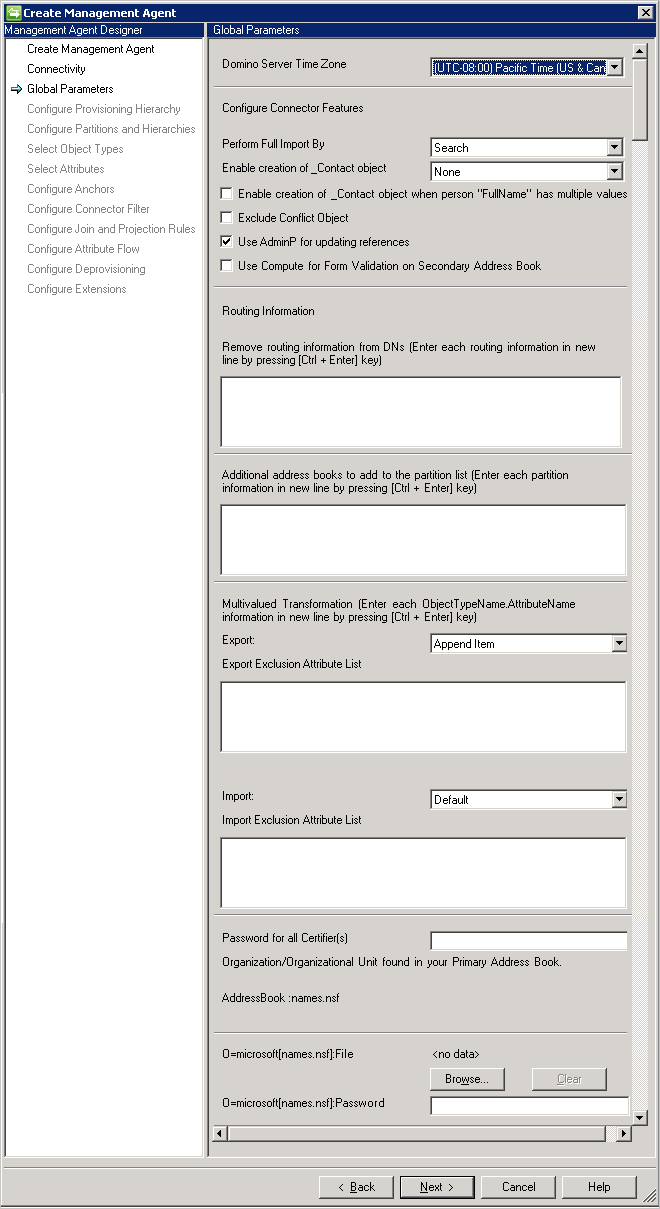 Create Management Agent
Management Agent Designer
Create Management Agent
Connectivity
Global Parameters
Configure Provisioning Hierarchy
Configure Partitions and Hierarchies
Select Object Types
Select Attributes
Configure Anchors
Configure Connector Filter
Configure Join and Projection Rules
Configure Attribute Flow
Configure Deprovisioning
Configure Extensions
Global Parameters
Domino Server Time Zone
(UTC-08:00) Pacific Time (US & Can
Configure Connector Features
Perform Full Import By
Search
Enable creation of _Contact object
None
Enable creation of _Contact object when person "FullName" has multiple values
Exclude Conflict Object
Use AdminP for updating references
Use Compute for Form Validation on Secondary Address Book
Routing Information
Remove routing information from DNs (Enter each routing information in new
line by pressing [Ctrl + Enter] key)
Additional address books to add to the partition list (Enter each partition
information in new line by pressing [Ctrl + Enter] key)
Multivalued Transformation (Enter each ObjectTypeName.AttributeName
information in new line by pressing [Ctrl + Enter] key)
Export:
Append Item
Export Exclusion Attribute List
Import:
Default
Import Exclusion Attribute List
Password for all Certifier(s)
Organization/Organizational Unit found in your Primary Address Book.
AddressBook :names.nsf
O=microsoft[names.nsf]:File
<no data>
Browse...
Clear
O=microsoft[names.nsf]:Password
< Back
Next >
Cancel
Help